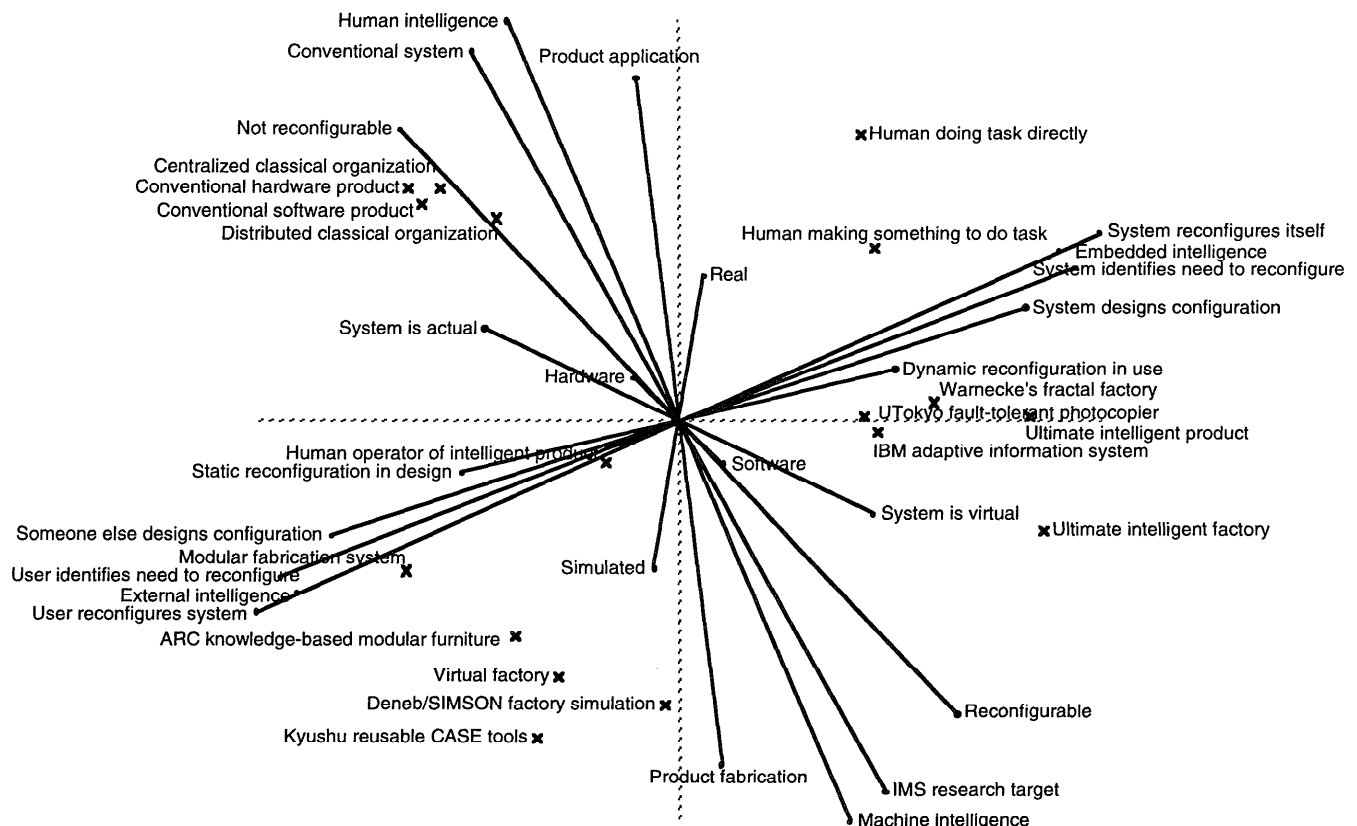 Human intelligence
Conventional system
Product application
Not reconfigurable
Human doing task directly
Centralized classical organization
Conventional hardware product
Conventional software product
Distributed classical organization
System reconfigures itself
Human making something to do task
Embedded intelligence
System identifies need to reconfigure
Real
System designs configuration
System is actual
Hardware
Dynamic reconfiguration in use
Warnecke's fractal factory
UTokyo fault-tolerant photocopier
Ultimate intelligent product
IBM adaptive information system
Human operator of intelligent product
Static reconfiguration in design
Software
System is virtual
Ultimate intelligent factory
Someone else designs configuration
Modular fabrication system
User identifies need to reconfigure
External intelligence
User reconfigures system
Simulated
ARC knowledge-based modular furniture
Virtual factory
Deneb/SIMSON factory simulation
Kyushu reusable CASE tools
Reconfigurable
Product fabrication
IMS research target
Machine intelligence